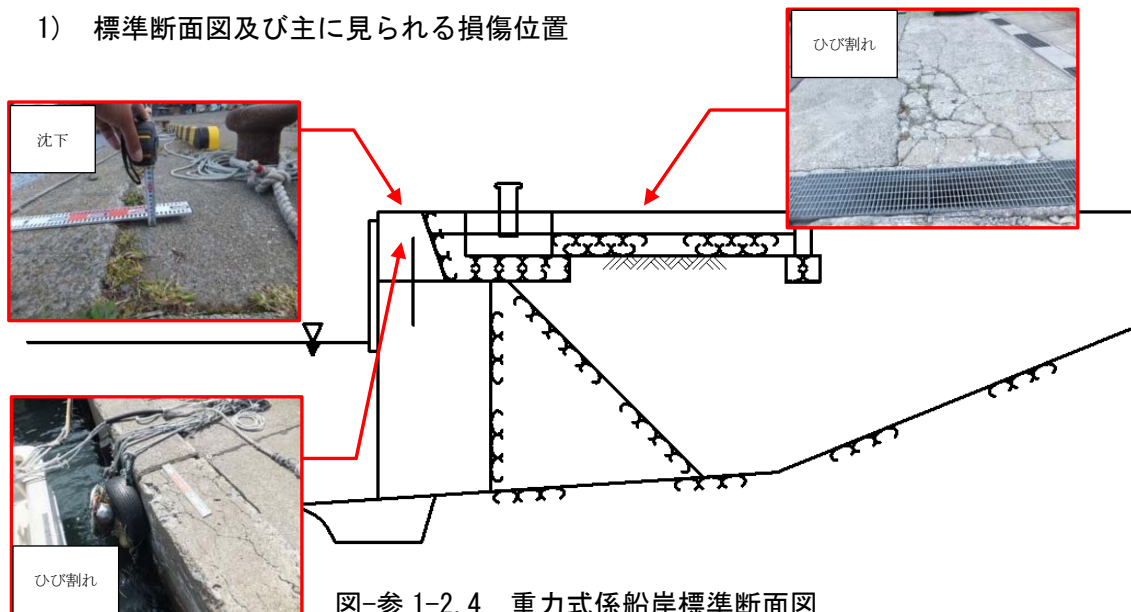 1) 標準断面図及び主に見られる損傷位置
ひび割れ
沈下
ひび割れ
図-参 1-2.4 重力式係船岸標準断面図